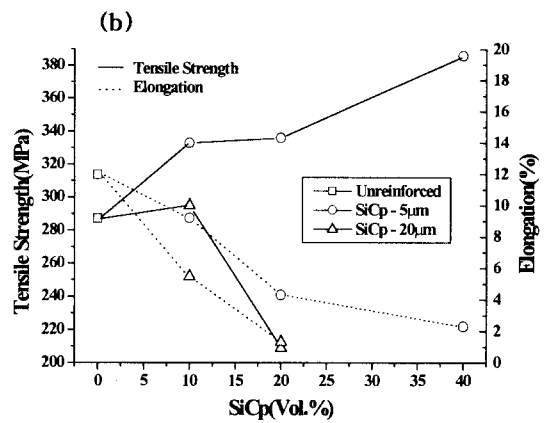 (b)
Tensile Strength
Elongation
Unreinforced
SiCp - 5μm
SiCp - 20μm
380
360
340
320
300
280
260
240
220
200
Tensile Strength(MPa)
20
18
16
14
12
10
8
6
4
2
0
Elongation(%)
0 5 10 15 20 25 30 35 40
SiCp(Vol.%)